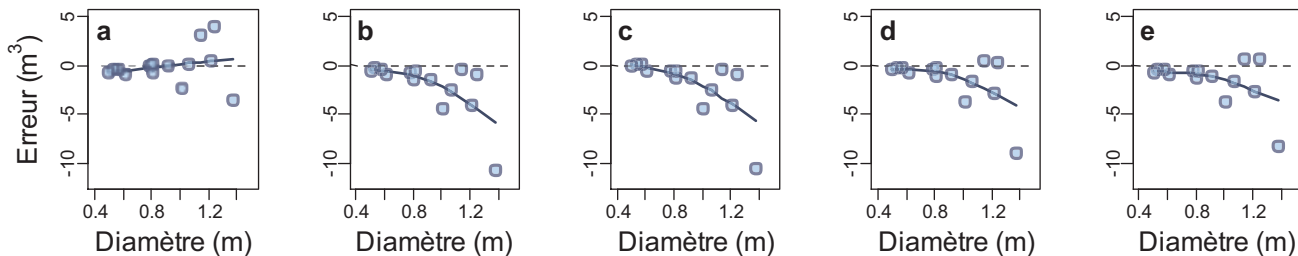 a b c d e
Erreur (m³)
5 5 5 5 5
0 0 0 0 0
-5 -5 -5 -5 -5
-10 -10 -10 -10 -10
0.4 0.8 1.2 0.4 0.8 1.2 0.4 0.8 1.2 0.4 0.8 1.2 0.4 0.8 1.2
Diamètre (m) Diamètre (m) Diamètre (m) Diamètre (m) Diamètre (m)